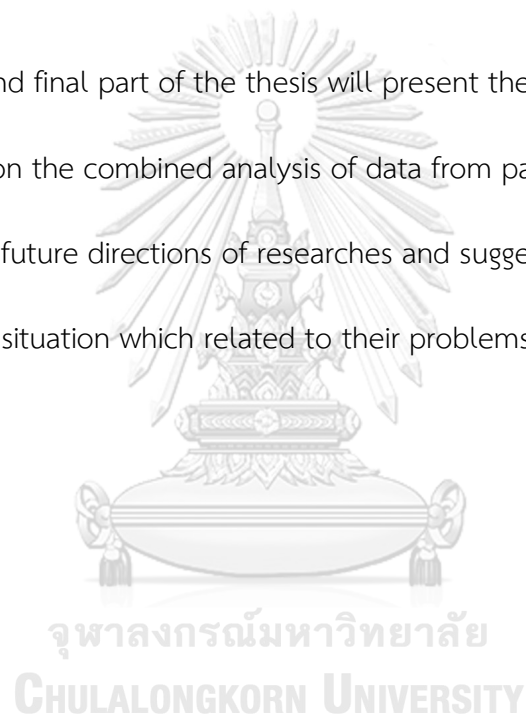 nd final part of the thesis will present the
on the combined analysis of data from pa
future directions of researches and sugge
situation which related to their problems
จุฬาลงกรณ์มหาวิทยาลัย
CHULALONGKORN UNIVERSITY